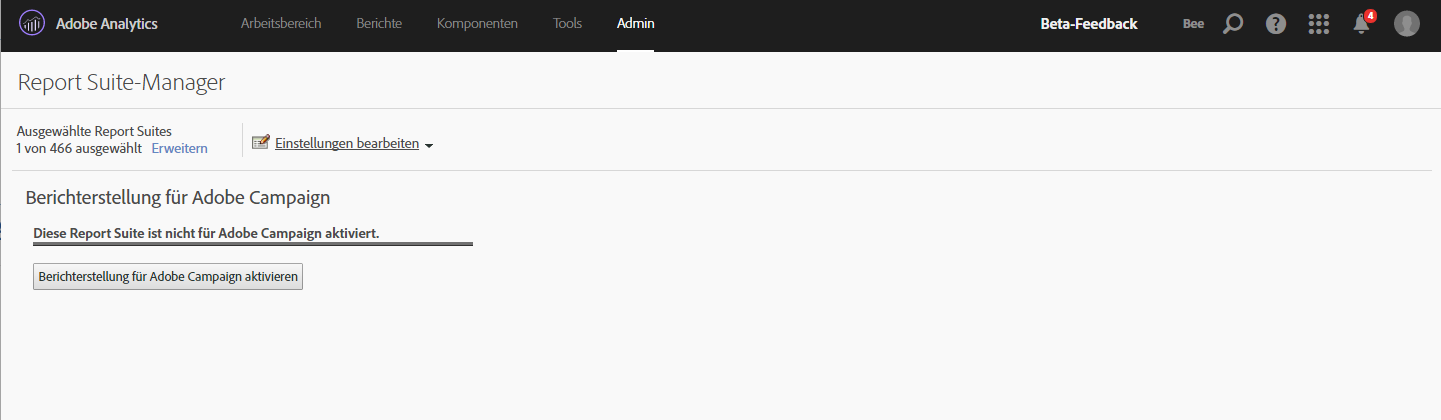 Adobe Analytics Arbeitsbereich Berichte Komponenten Tools Admin Beta-Feedback Bee 4
Report Suite-Manager
Ausgewählte Report Suites
1 von 466 ausgewählt Erweitern
Einstellungen bearbeiten
Berichterstellung für Adobe Campaign
Diese Report Suite ist nicht für Adobe Campaign aktiviert.
Berichterstellung für Adobe Campaign aktivieren